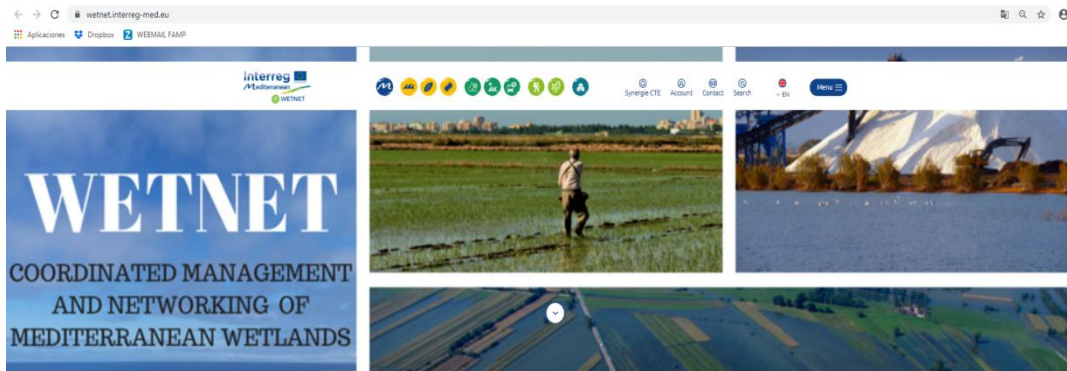 wetnet.interreg-med.eu
Aplicaciones Dropbox Z WEBMAIL FAMP
Interreg
Mediterranean
WETNET
Synergie CTE Account Contact Search EN Menu
WETNET
COORDINATED MANAGEMENT
AND NETWORKING OF
MEDITERRANEAN WETLANDS